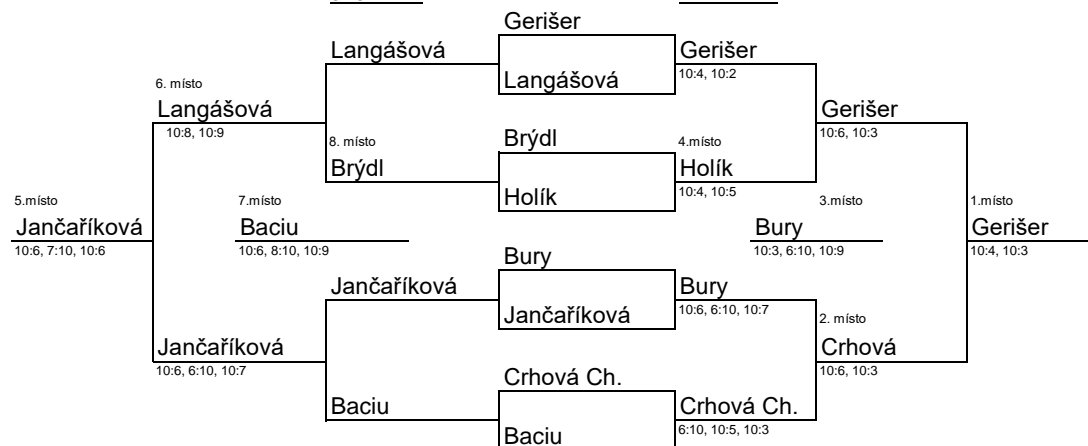 Gerišer
Langášová
Gerišer
Langášová
10:4, 10:2
6. místo
Langášová
Gerišer
10:8, 10:9
10:6, 10:3
8. místo
Brýdl
4.místo
Brýdl
Holík
Holík
10:4, 10:5
5.místo
7.místo
3.místo
1.místo
Jančaříková
Baciu
Bury
Gerišer
10:6, 7:10, 10:6
10:6, 8:10, 10:9
10:3, 6:10, 10:9
10:4, 10:3
Bury
Jančaříková
Bury
Jančaříková
10:6, 6:10, 10:7
2. místo
Jančaříková
Crhová
10:6, 6:10, 10:7
10:6, 10:3
Crhová Ch.
Baciu
Crhová Ch.
Baciu
6:10, 10:5, 10:3